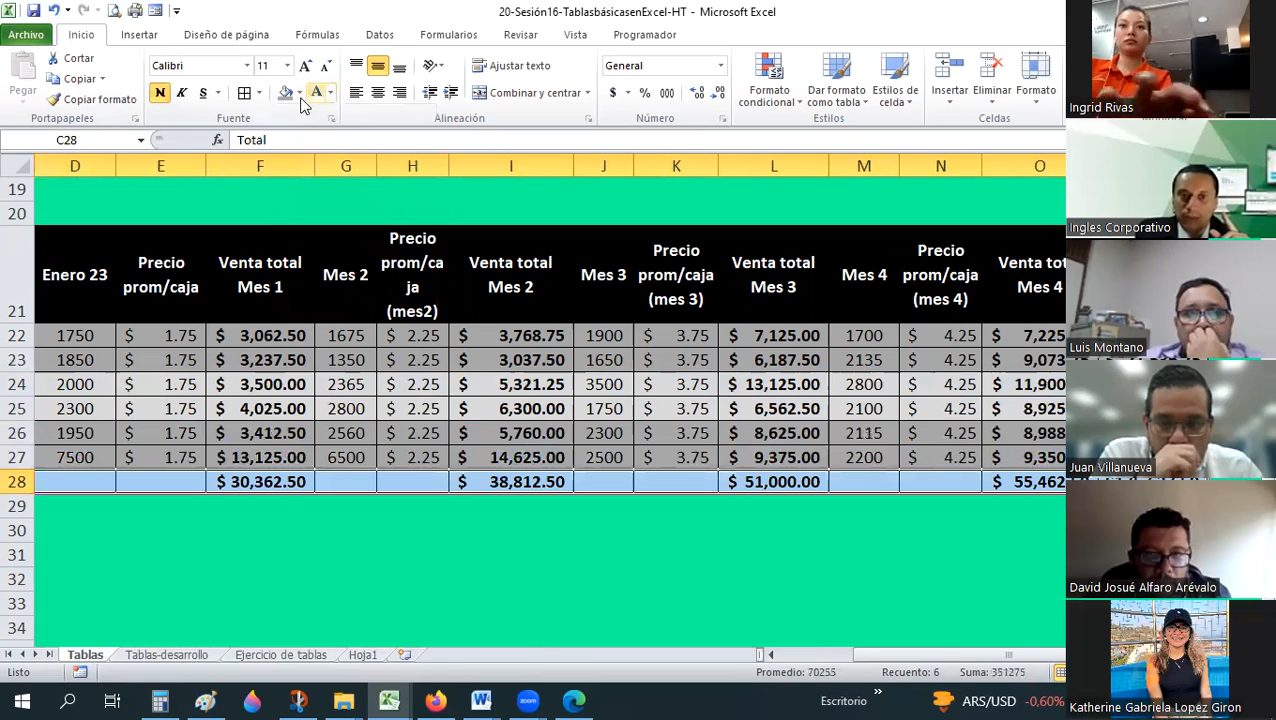 20-Sesión16-TablasbásicasenExcel-HT - Microsoft Excel
Archivo Inicio Insertar Diseño de página Fórmulas Datos Formularios Revisar Vista Programador
Pegar
Cortar
Copiar
Copiar formato
Portapapeles
Calibri 11
N K S A
Fuente
Ajustar texto
Combinar y centrar
Alineación
General
$ % 000
Número
Formato condicional
Dar formato como tabla
Estilos de celda
Estilos
Insertar Eliminar Formato
Celdas
C28 fx Total
D E F G H I J K L M N O
19
20
21 Enero 23 Precio prom/caja Venta total Mes 1 Mes 2 Precio prom/ca ja (mes2) Venta total Mes 2 Mes 3 Precio prom/caja (mes 3) Venta total Mes 3 Mes 4 Precio prom/caja (mes 4) Venta Mes 4
22 1750 $ 1.75 $ 3,062.50 1675 $ 2.25 $ 3,768.75 1900 $ 3.75 $ 7,125.00 1700 $ 4.25 $ 7,225
23 1850 $ 1.75 $ 3,237.50 1350 $ 2.25 $ 3,037.50 1650 $ 3.75 $ 6,187.50 2135 $ 4.25 $ 9,073
24 2000 $ 1.75 $ 3,500.00 2365 $ 2.25 $ 5,321.25 3500 $ 3.75 $ 13,125.00 2800 $ 4.25 $ 11,900
25 2300 $ 1.75 $ 4,025.00 2800 $ 2.25 $ 6,300.00 1750 $ 3.75 $ 6,562.50 2100 $ 4.25 $ 8,925
26 1950 $ 1.75 $ 3,412.50 2560 $ 2.25 $ 5,760.00 2300 $ 3.75 $ 8,625.00 2115 $ 4.25 $ 8,988
27 7500 $ 1.75 $ 13,125.00 6500 $ 2.25 $ 14,625.00 2500 $ 3.75 $ 9,375.00 2200 $ 4.25 $ 9,350
28 $ 30,362.50 $ 38,812.50 $ 51,000.00 $ 55,462
29
30
31
32
33
34
Tablas Tablas-desarrollo Ejercicio de tablas Hoja1
Listo Promedio: 70255 Recuento: 6 Suma: 351275
Escritorio » ARS/USD -0,60%
Ingrid Rivas
Ingles Corporativo
Luis Montano
Juan Villanueva
David Josué Alfaro Arévalo
Katherine Gabriela Lopez Giron